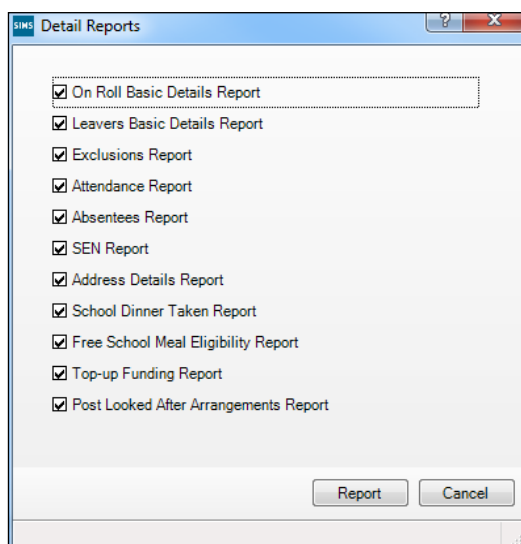 SIMS Detail Reports ? X
On Roll Basic Details Report
Leavers Basic Details Report
Exclusions Report
Attendance Report
Absentees Report
SEN Report
Address Details Report
School Dinner Taken Report
Free School Meal Eligibility Report
Top-up Funding Report
Post Looked After Arrangements Report
Report Cancel